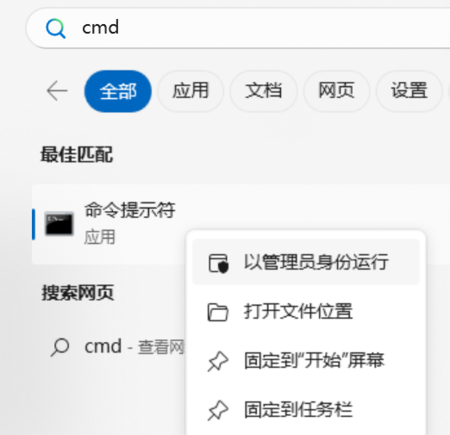 cmd
全部 应用 文档 网页 设置
最佳匹配
命令提示符
应用
以管理员身份运行
搜索网页
打开文件位置
cmd - 查看网
固定到“开始”屏幕
固定到任务栏